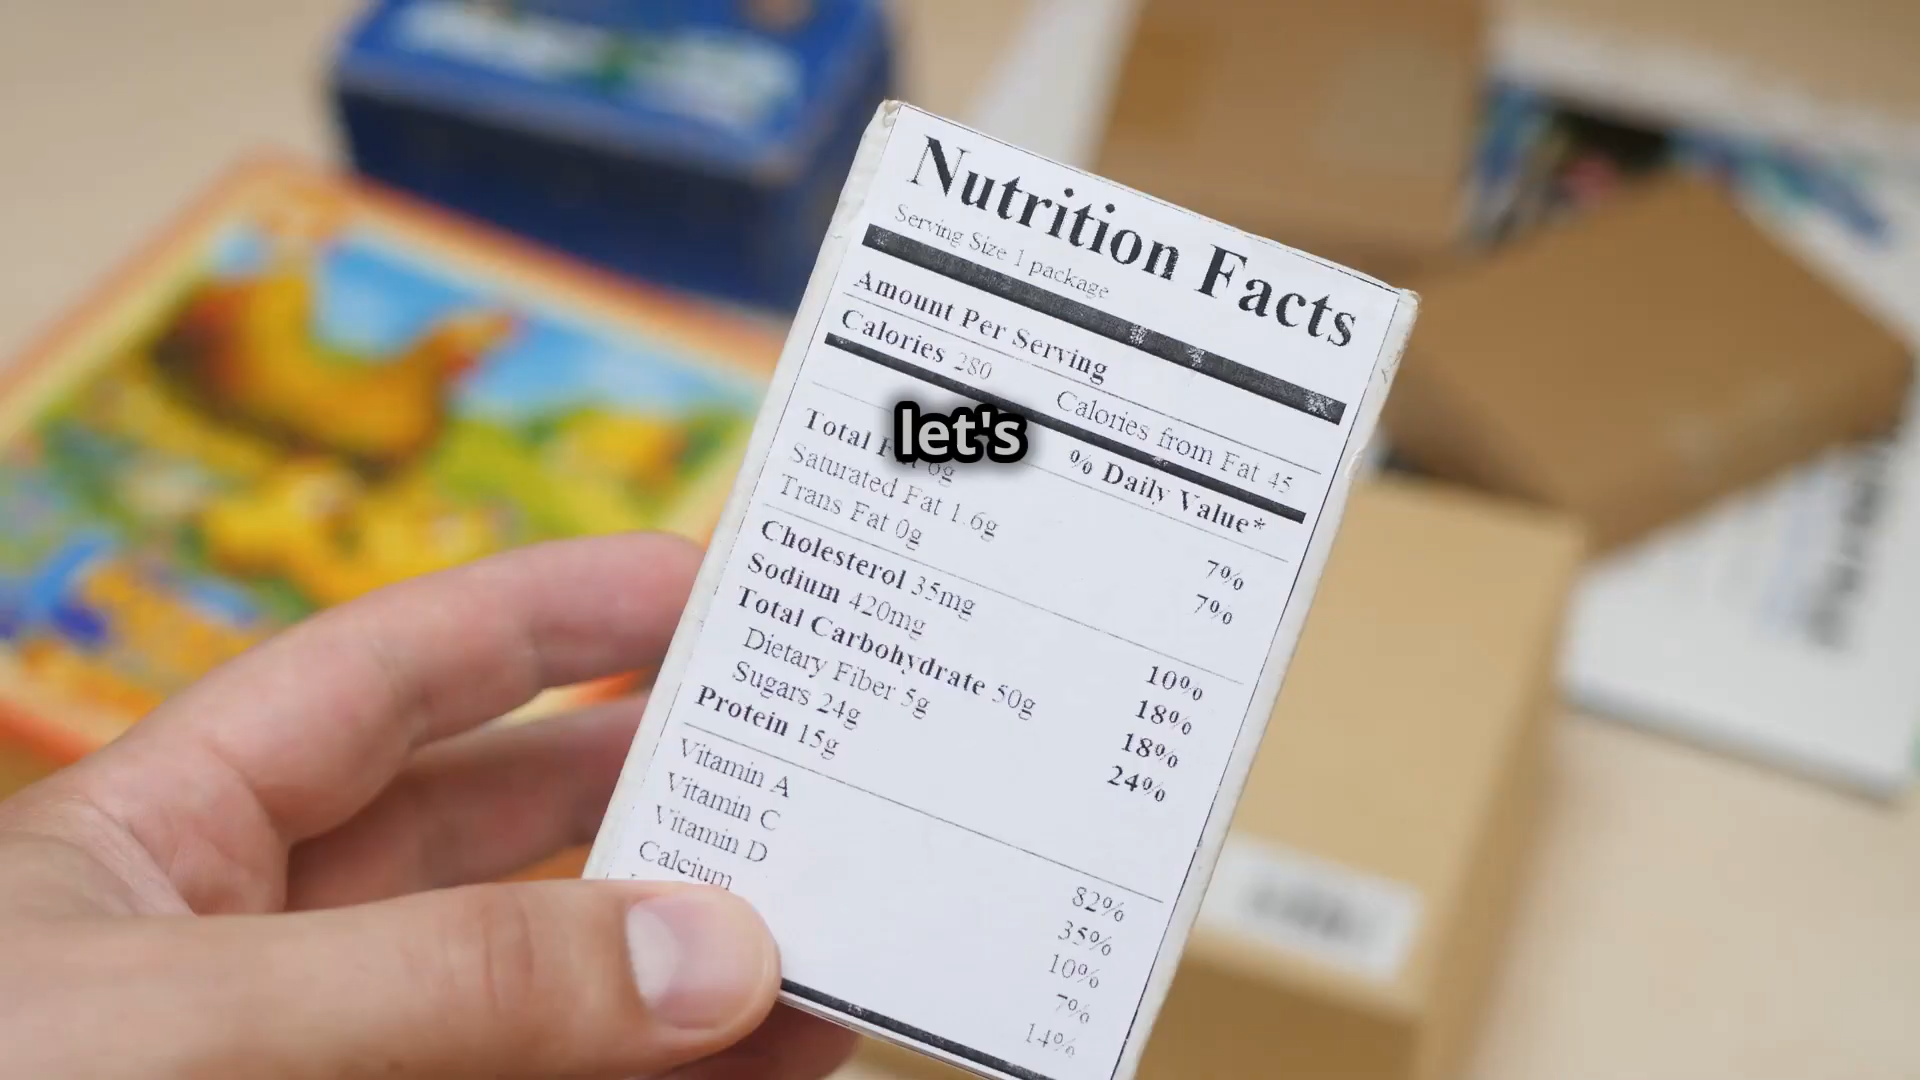 Nutrition Facts
Serving Size 1 package
Amount Per Serving
Calories 280 Calories from Fat 45
let's
% Daily Value*
Total 6g 7%
Saturated Fat 1.6g 7%
Trans Fat 0g
Cholesterol 35mg 10%
Sodium 420mg 18%
Total Carbohydrate 50g 18%
Dietary Fiber 5g 24%
Sugars 24g
Protein 15g
Vitamin A 82%
Vitamin C 35%
Vitamin D 10%
Calcium 7%
14%